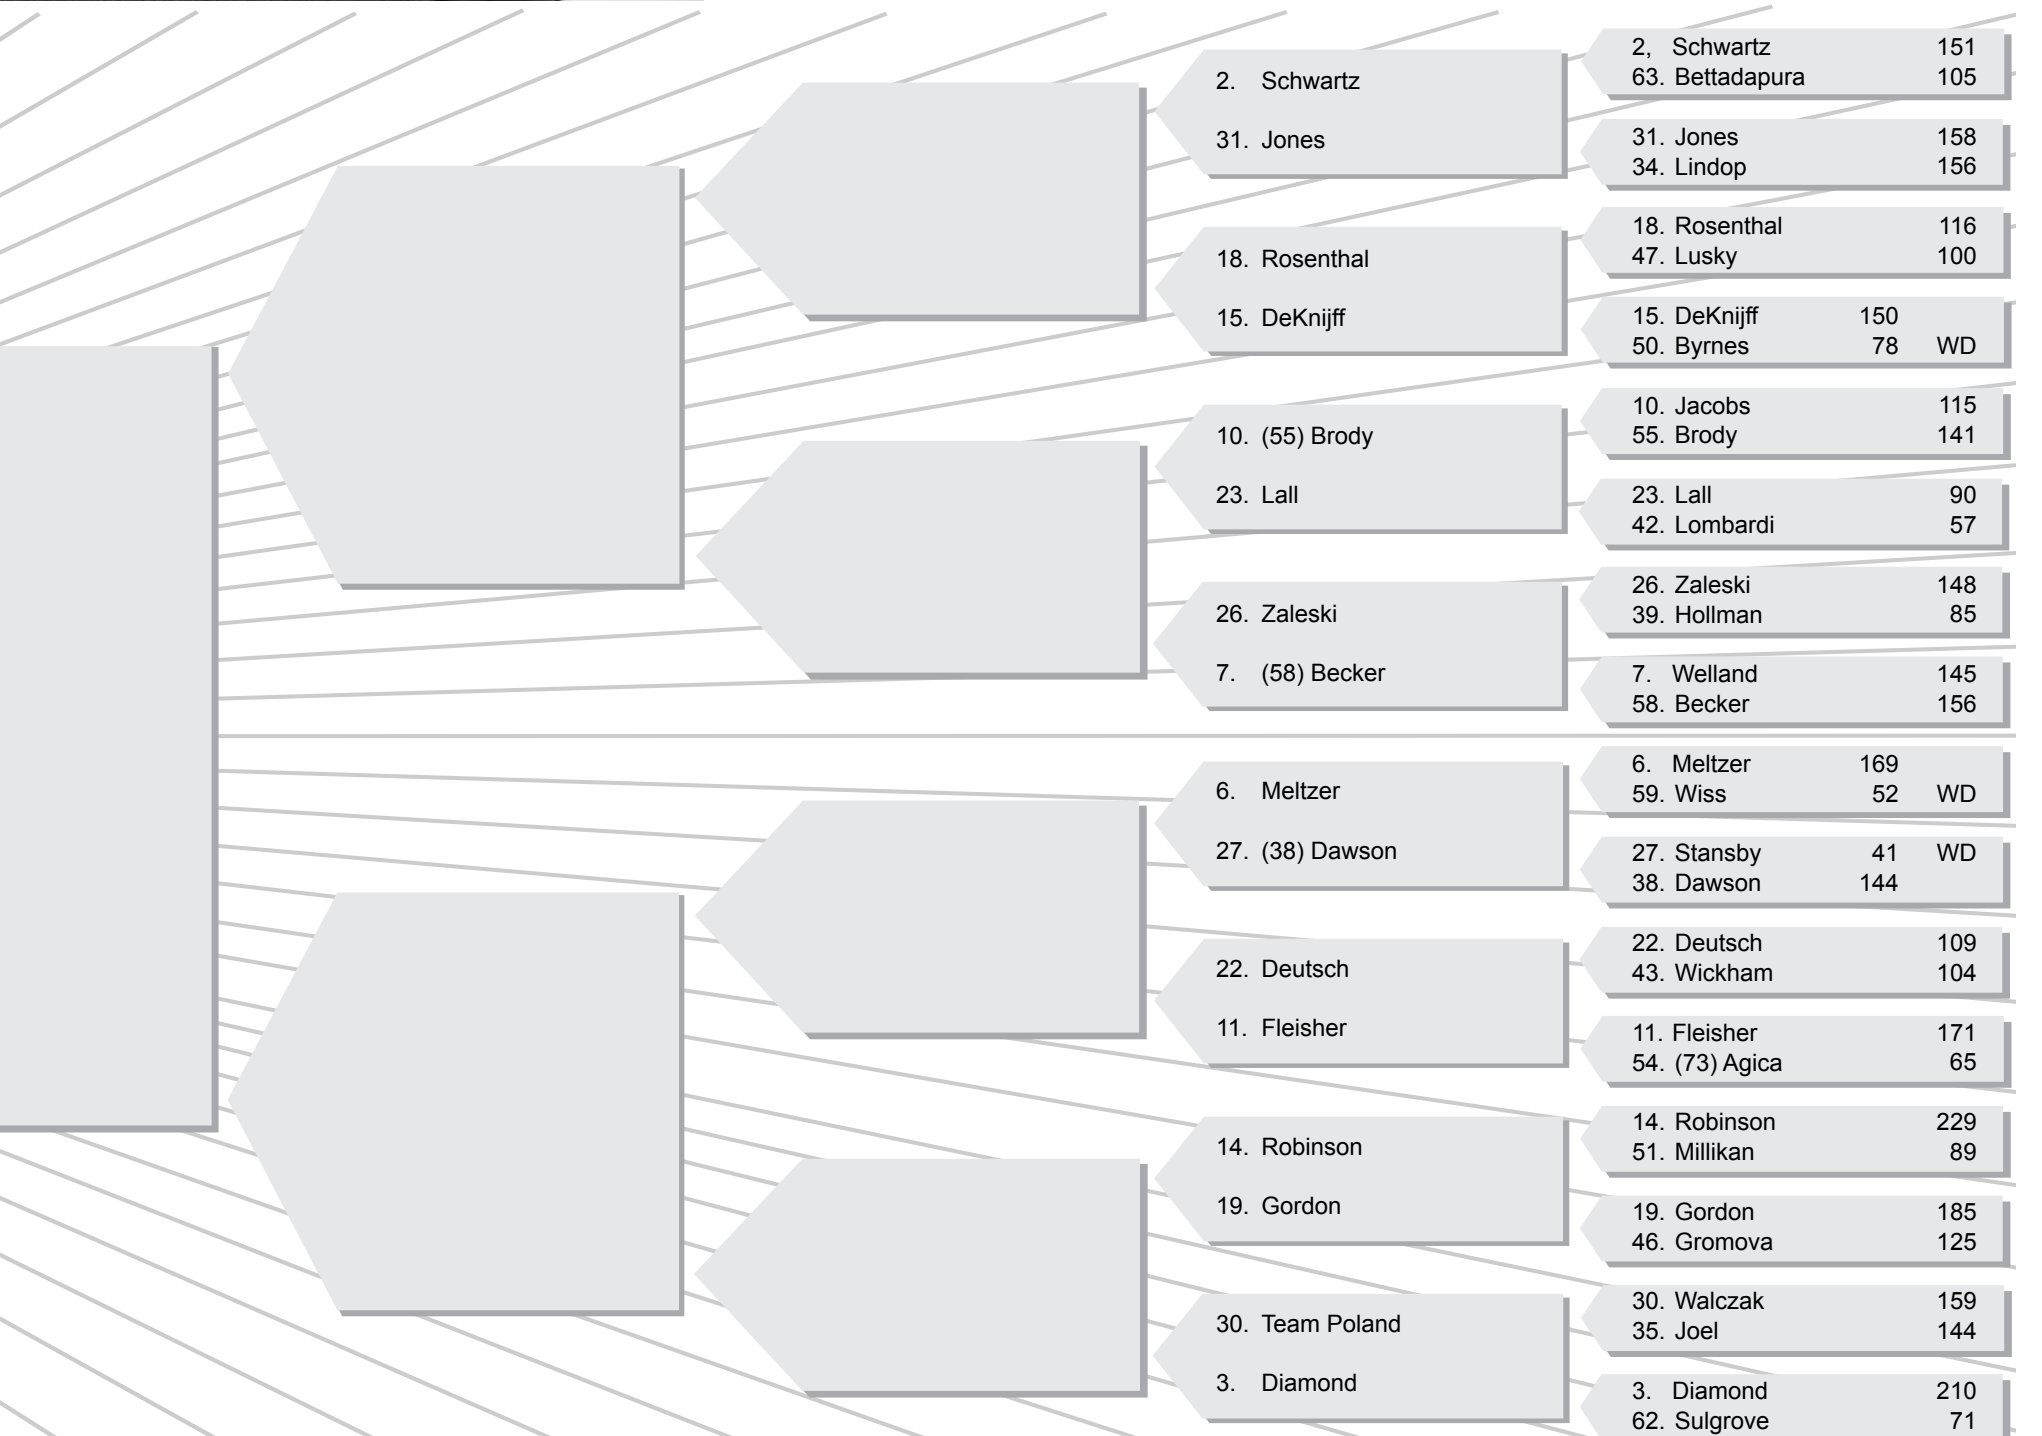 2. Schwartz
31. Jones
18. Rosenthal
15. DeKnijff
10. (55) Brody
23. Lall
26. Zaleski
7. (58) Becker
6. Meltzer
27. (38) Dawson
22. Deutsch
11. Fleisher
14. Robinson
19. Gordon
30. Team Poland
3. Diamond
2, Schwartz 151
63. Bettadapura 105
31. Jones 158
34. Lindop 156
18. Rosenthal 116
47. Lusky 100
15. DeKnijff 150
50. Byrnes 78 WD
10. Jacobs 115
55. Brody 141
23. Lall 90
42. Lombardi 57
26. Zaleski 148
39. Hollman 85
7. Welland 145
58. Becker 156
6. Meltzer 169
59. Wiss 52 WD
27. Stansby 41 WD
38. Dawson 144
22. Deutsch 109
43. Wickham 104
11. Fleisher 171
54. (73) Agica 65
14. Robinson 229
51. Millikan 89
19. Gordon 185
46. Gromova 125
30. Walczak 159
35. Joel 144
3. Diamond 210
62. Sulgrove 71